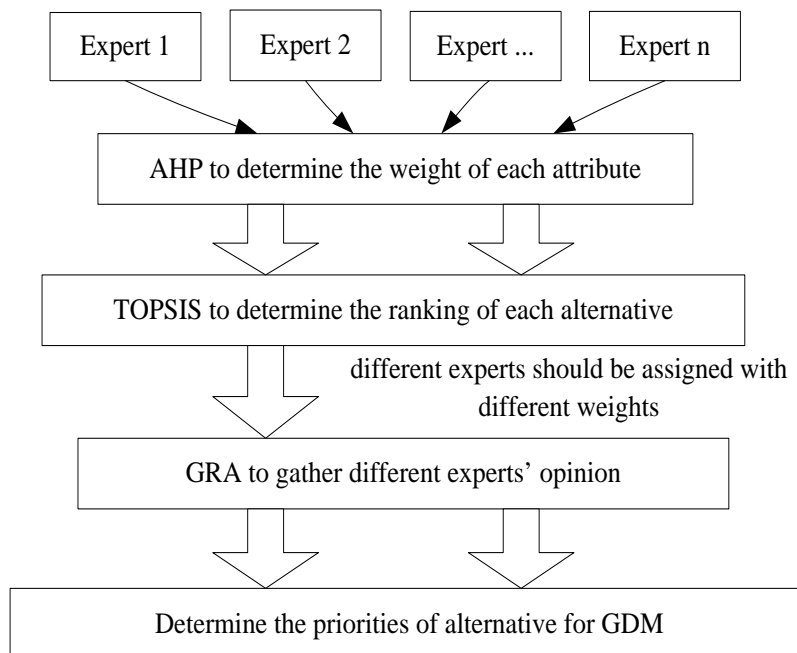 Expert 1
Expert 2
Expert ...
Expert n
AHP to determine the weight of each attribute
TOPSIS to determine the ranking of each alternative
different experts should be assigned with
different weights
GRA to gather different experts’ opinion
Determine the priorities of alternative for GDM